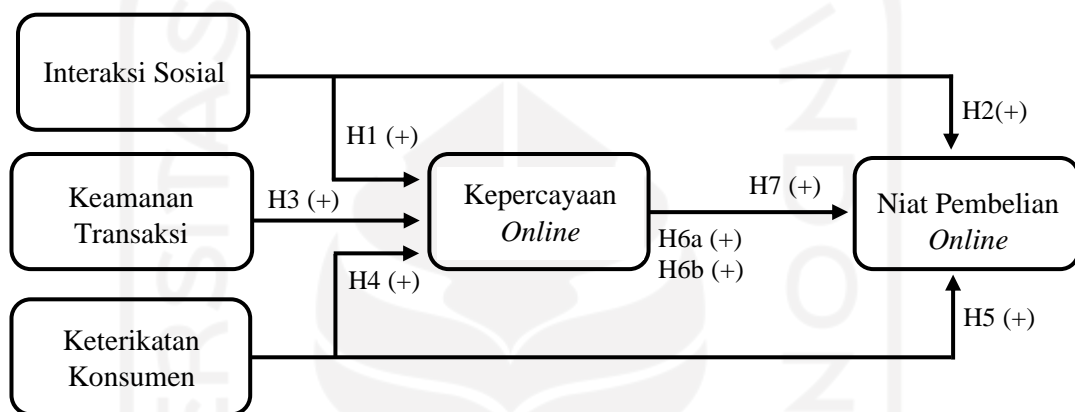 Interaksi Sosial
H2(+)
H1 (+)
Keamanan
Transaksi
H3 (+)
Kepercayaan
Online
H7 (+)
Niat Pembelian
Online
H6a (+)
H6b (+)
H4 (+)
H5 (+)
Keterikatan
Konsumen